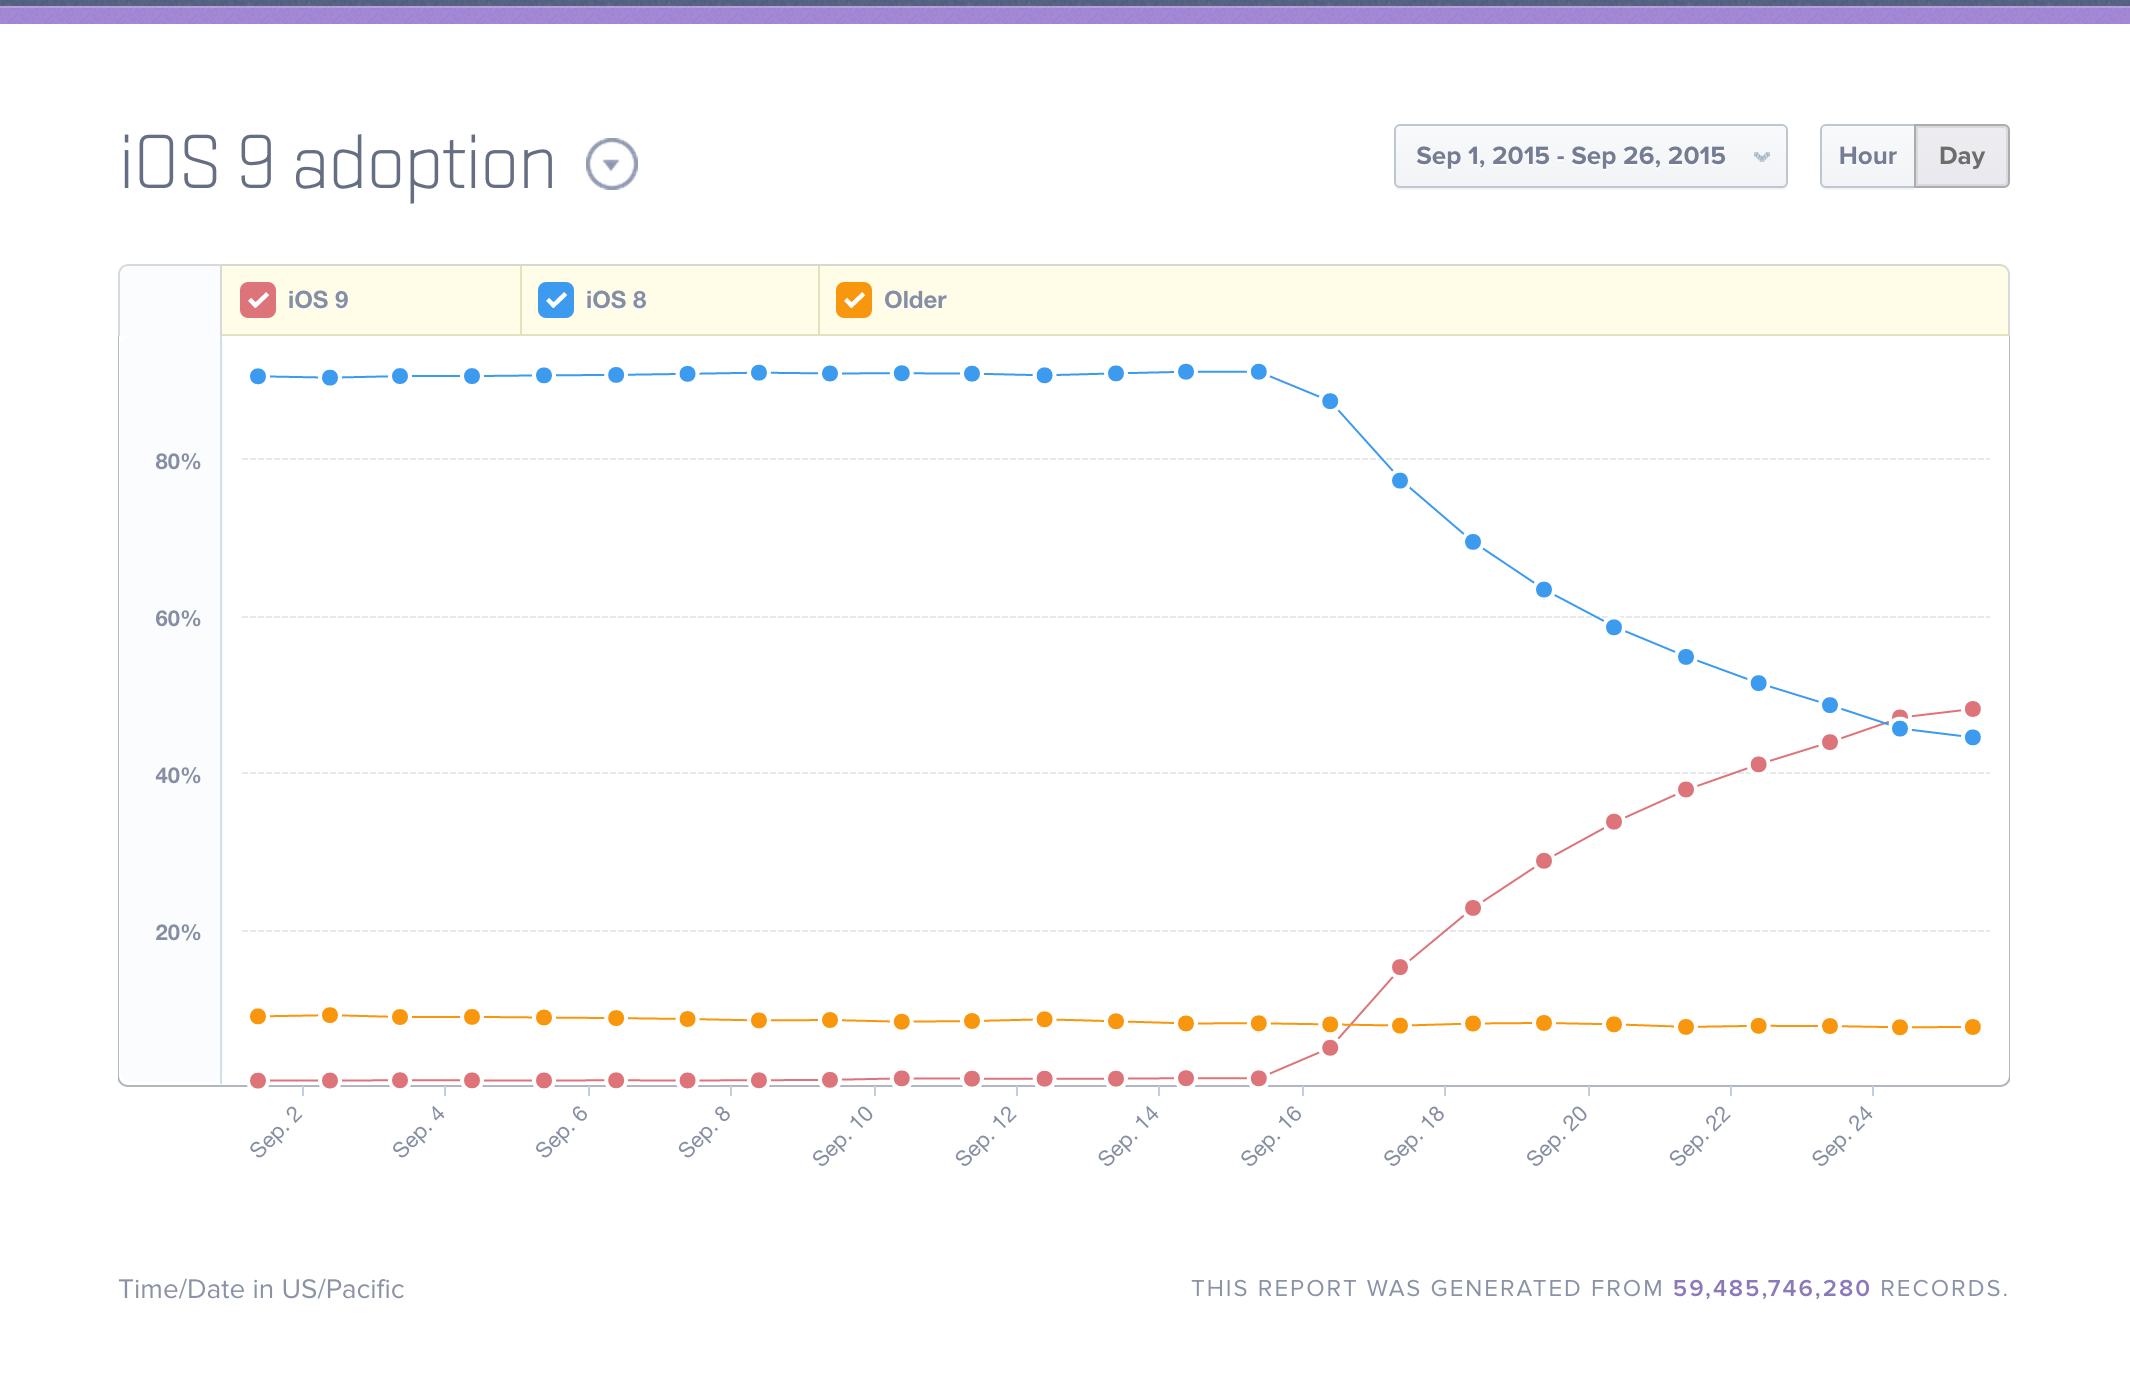 iOS 9 adoption
Sep 1, 2015 - Sep 26, 2015
Hour
Day
iOS 9
iOS 8
Older
80%
60%
40%
20%
Sep. 2
Sep. 4
Sep. 6
Sep. 8
Sep. 10
Sep. 12
Sep. 14
Sep. 16
Sep. 18
Sep. 20
Sep. 22
Sep. 24
Time/Date in US/Pacific
THIS REPORT WAS GENERATED FROM 59,485,746,280 RECORDS.